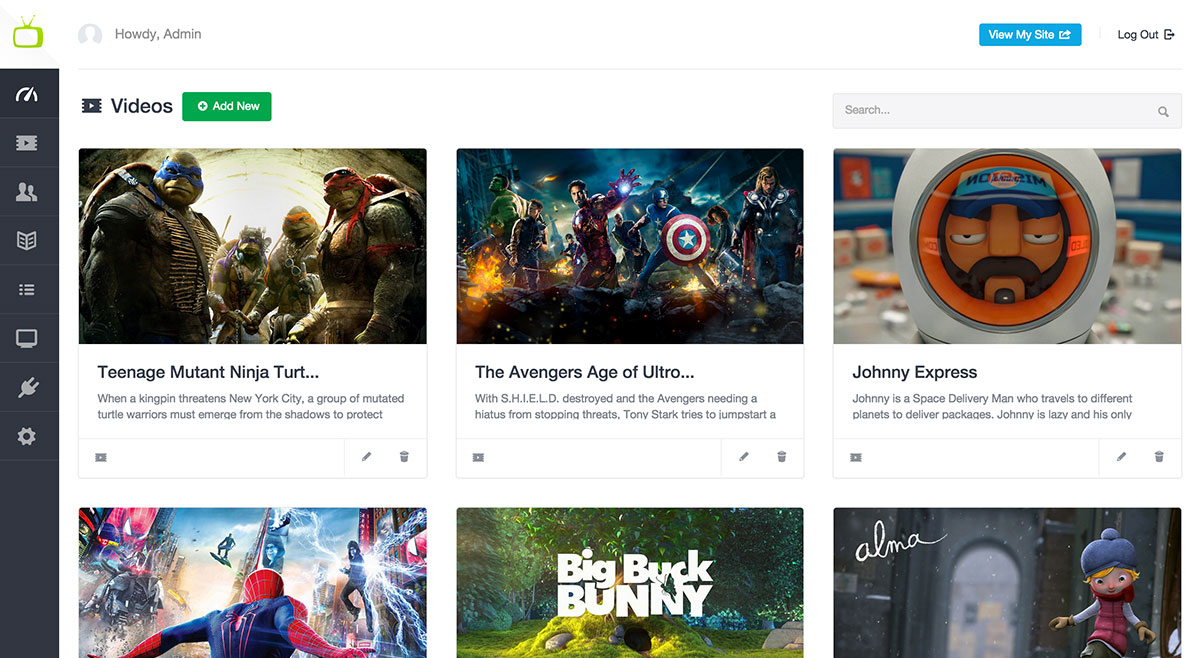 Howdy, Admin
View My Site
Log Out
Videos
Add New
Search...
Teenage Mutant Ninja Turt...
When a kingpin threatens New York City, a group of mutated
turtle warriors must emerge from the shadows to protect
The Avengers Age of Ultro...
With S.H.I.E.L.D. destroyed and the Avengers needing a
hiatus from stopping threats, Tony Stark tries to jumpstart a
Johnny Express
Johnny is a Space Delivery Man who travels to different
planets to deliver packages. Johnny is lazy and his only
Big Buck
BUNNY
alma